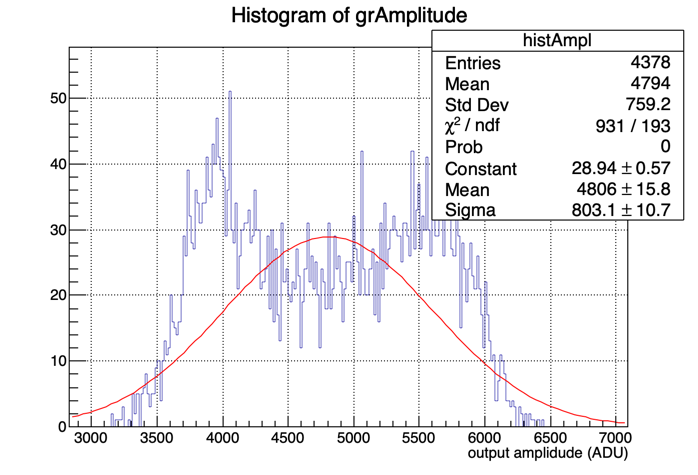 Histogram of grAmplitude
histAmpl
Entries 4378
Mean 4794
Std Dev 759.2
χ² / ndf 931 / 193
Prob 0
Constant 28.94 ± 0.57
Mean 4806 ± 15.8
Sigma 803.1 ± 10.7
50
40
30
20
10
0
3000 3500 4000 4500 5000 5500 6000 6500 7000
output amplidude (ADU)